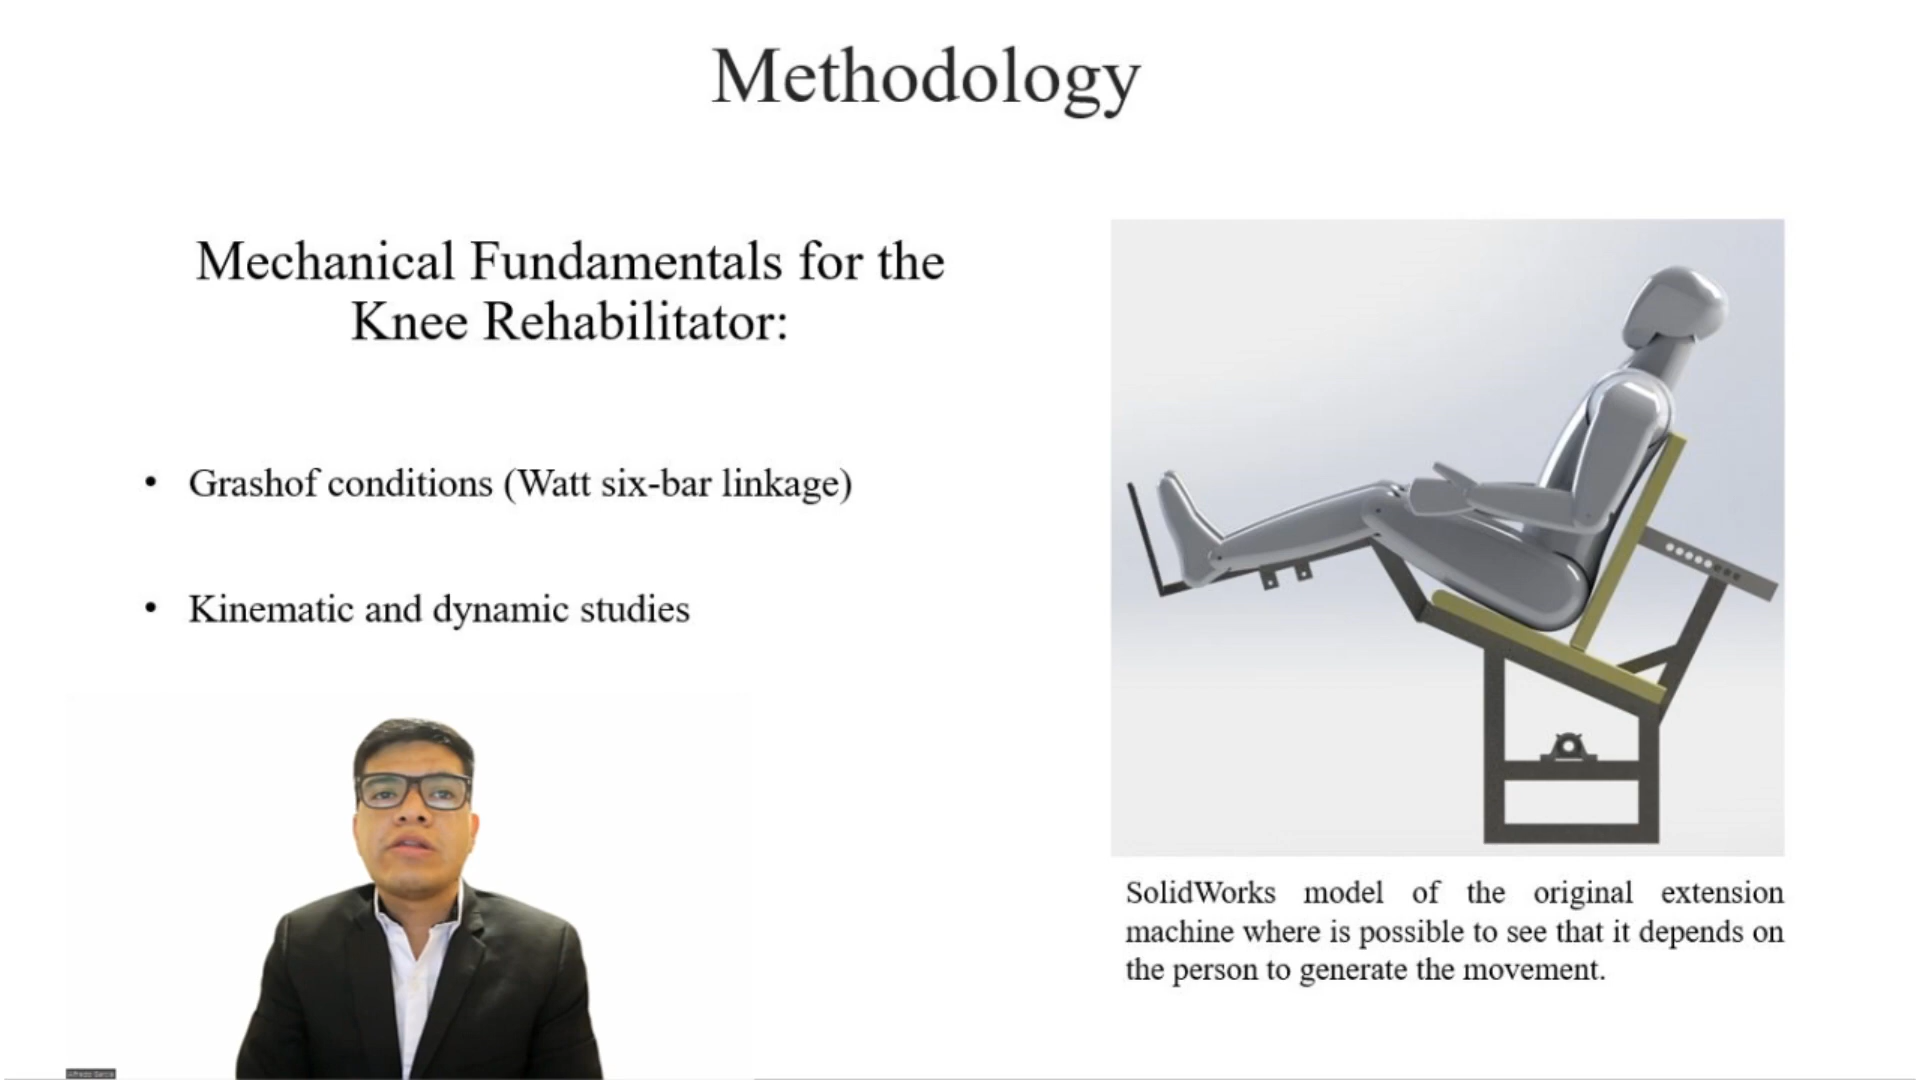 Methodology
Mechanical Fundamentals for the
Knee Rehabilitator:
• Grashof conditions (Watt six-bar linkage)
• Kinematic and dynamic studies
SolidWorks model of the original extension
machine where is possible to see that it depends on
the person to generate the movement.